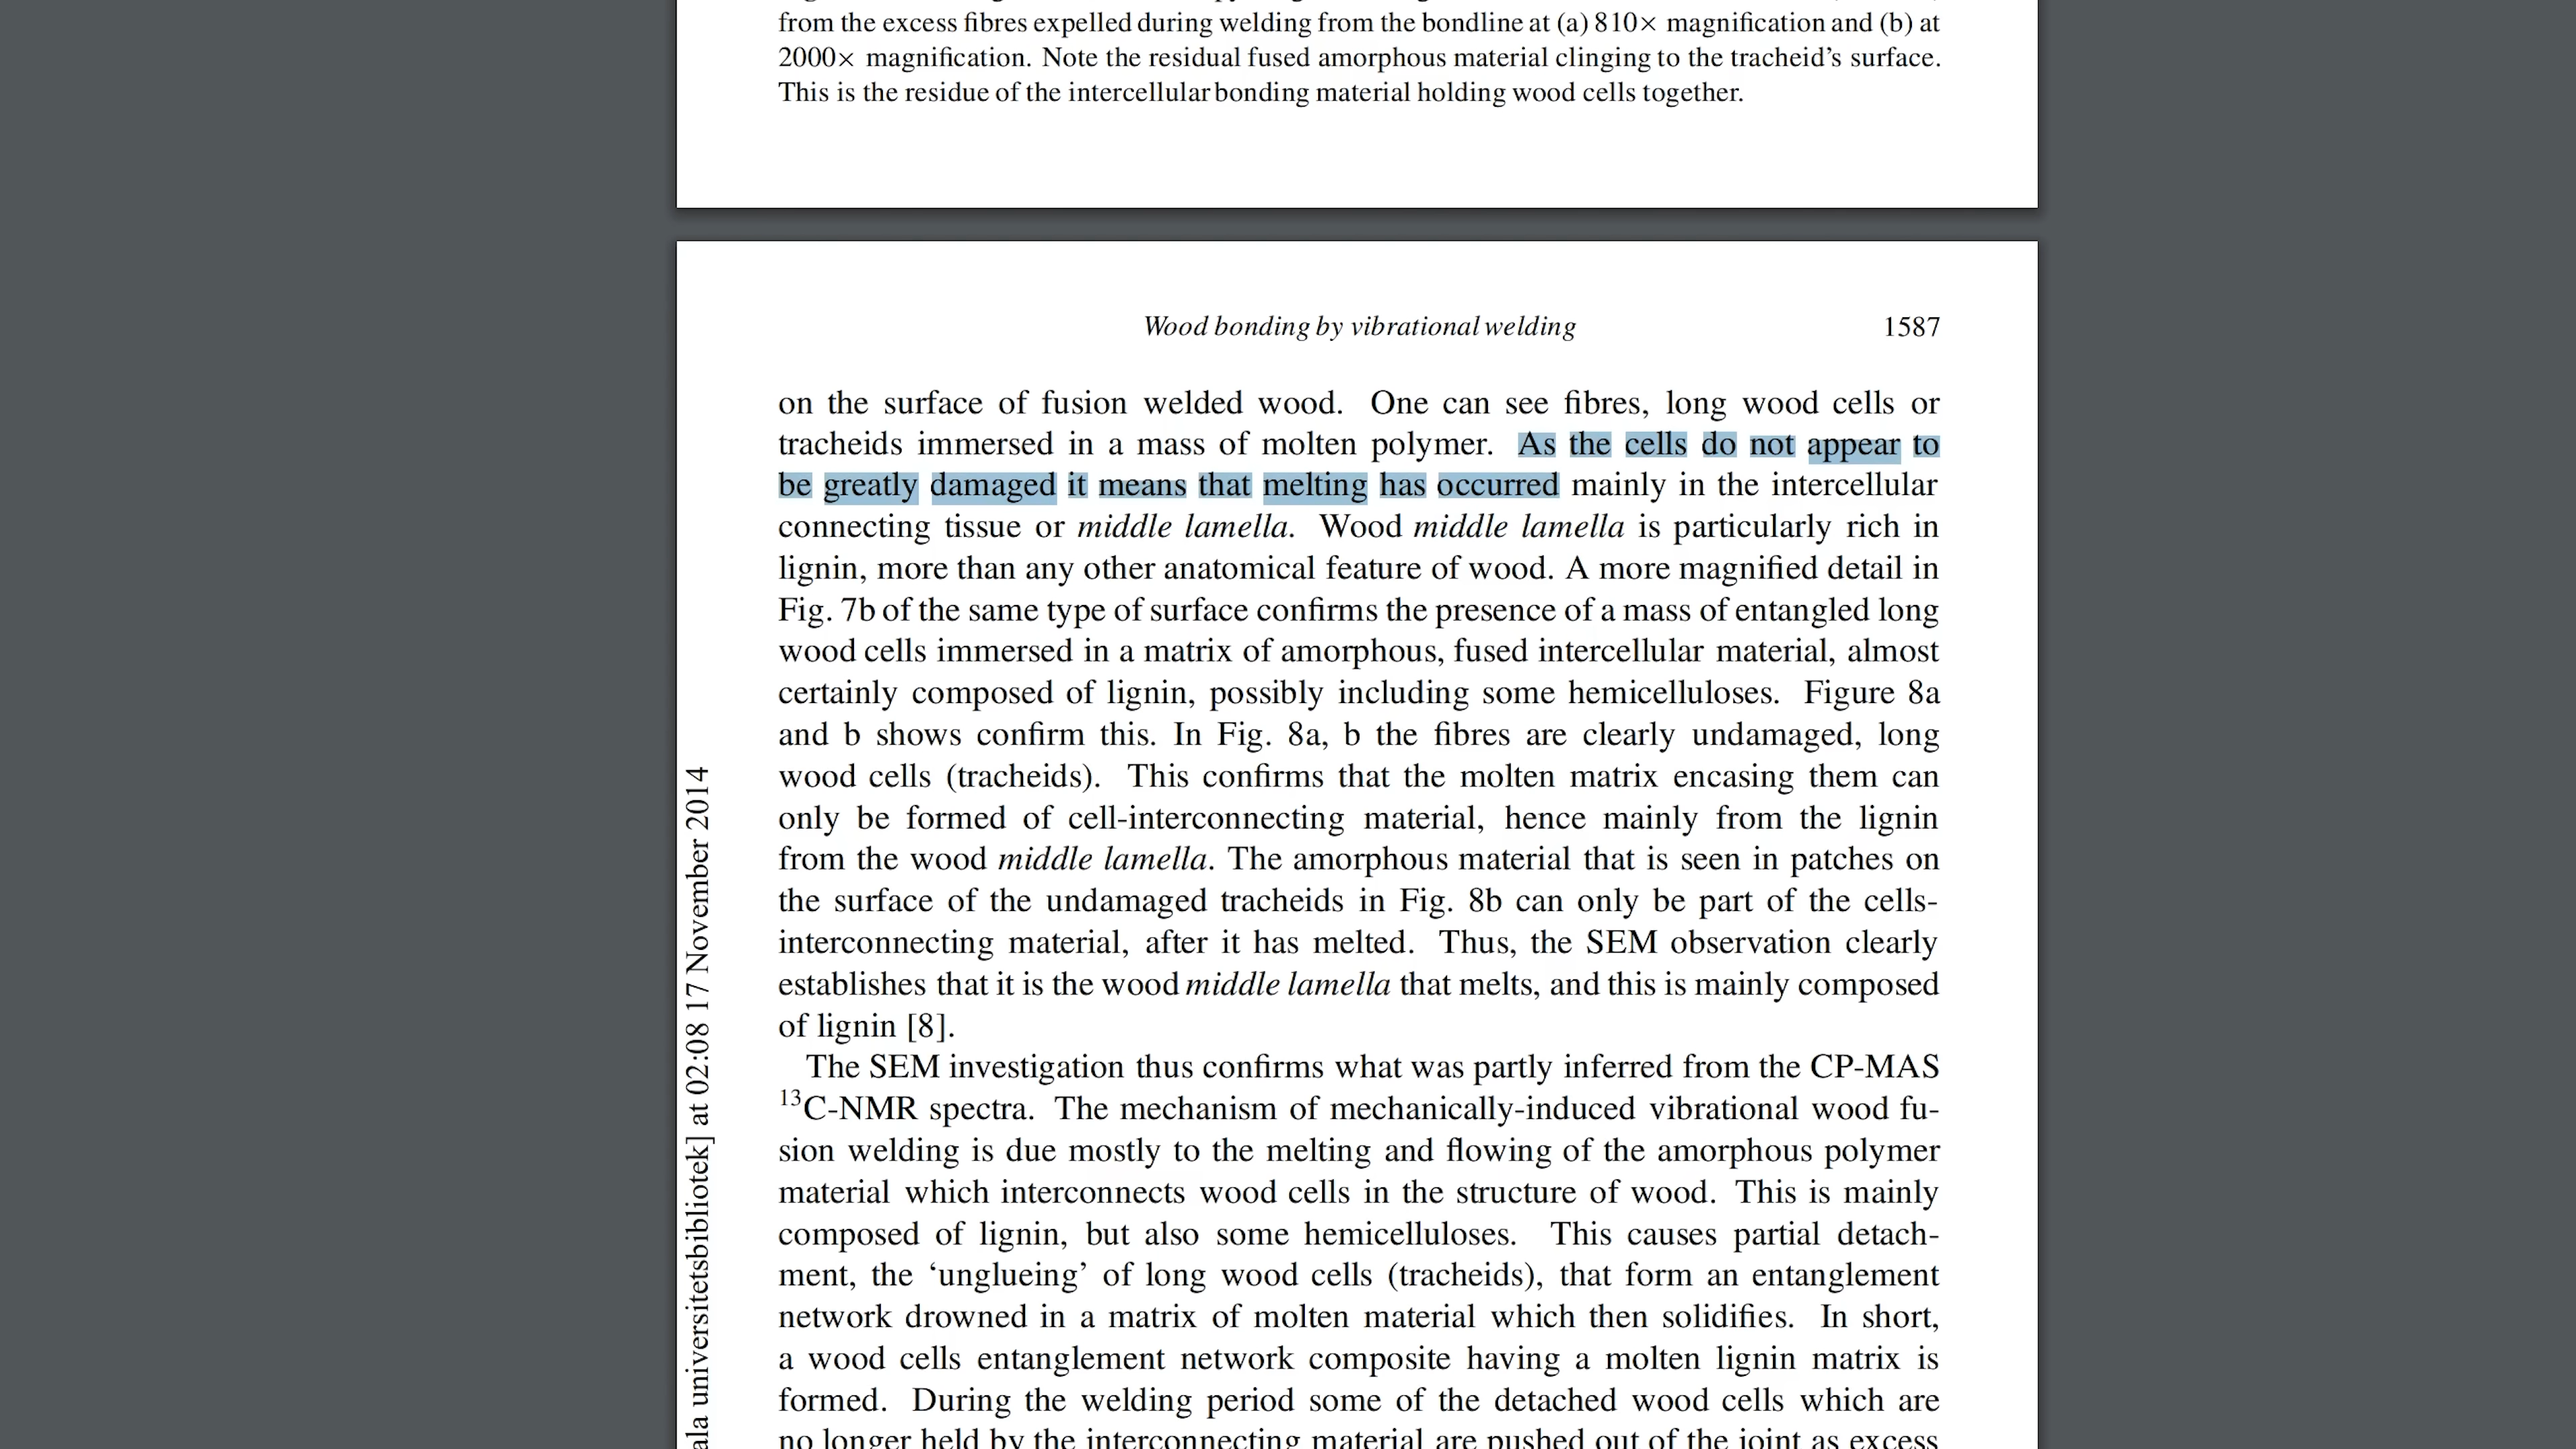 from the excess fibres expelled during welding from the bondline at (a) 810× magnification and (b) at
2000× magnification. Note the residual fused amorphous material clinging to the tracheid’s surface.
This is the residue of the intercellular bonding material holding wood cells together.
Wood bonding by vibrational welding 1587
on the surface of fusion welded wood. One can see fibres, long wood cells or
tracheids immersed in a mass of molten polymer. As the cells do not appear to
be greatly damaged it means that melting has occurred mainly in the intercellular
connecting tissue or middle lamella. Wood middle lamella is particularly rich in
lignin, more than any other anatomical feature of wood. A more magnified detail in
Fig. 7b of the same type of surface confirms the presence of a mass of entangled long
wood cells immersed in a matrix of amorphous, fused intercellular material, almost
certainly composed of lignin, possibly including some hemicelluloses. Figure 8a
and b shows confirm this. In Fig. 8a, b the fibres are clearly undamaged, long
wood cells (tracheids). This confirms that the molten matrix encasing them can
only be formed of cell-interconnecting material, hence mainly from the lignin
from the wood middle lamella. The amorphous material that is seen in patches on
the surface of the undamaged tracheids in Fig. 8b can only be part of the cells-
interconnecting material, after it has melted. Thus, the SEM observation clearly
establishes that it is the wood middle lamella that melts, and this is mainly composed
of lignin [8].
The SEM investigation thus confirms what was partly inferred from the CP-MAS
¹³C-NMR spectra. The mechanism of mechanically-induced vibrational wood fu-
sion welding is due mostly to the melting and flowing of the amorphous polymer
material which interconnects wood cells in the structure of wood. This is mainly
composed of lignin, but also some hemicelluloses. This causes partial detach-
ment, the ‘unglueing’ of long wood cells (tracheids), that form an entanglement
network drowned in a matrix of molten material which then solidifies. In short,
a wood cells entanglement network composite having a molten lignin matrix is
formed. During the welding period some of the detached wood cells which are
no longer held by the interconnecting material are pushed out of the joint as excess
ala universitetsbibliotek] at 02:08 17 November 2014